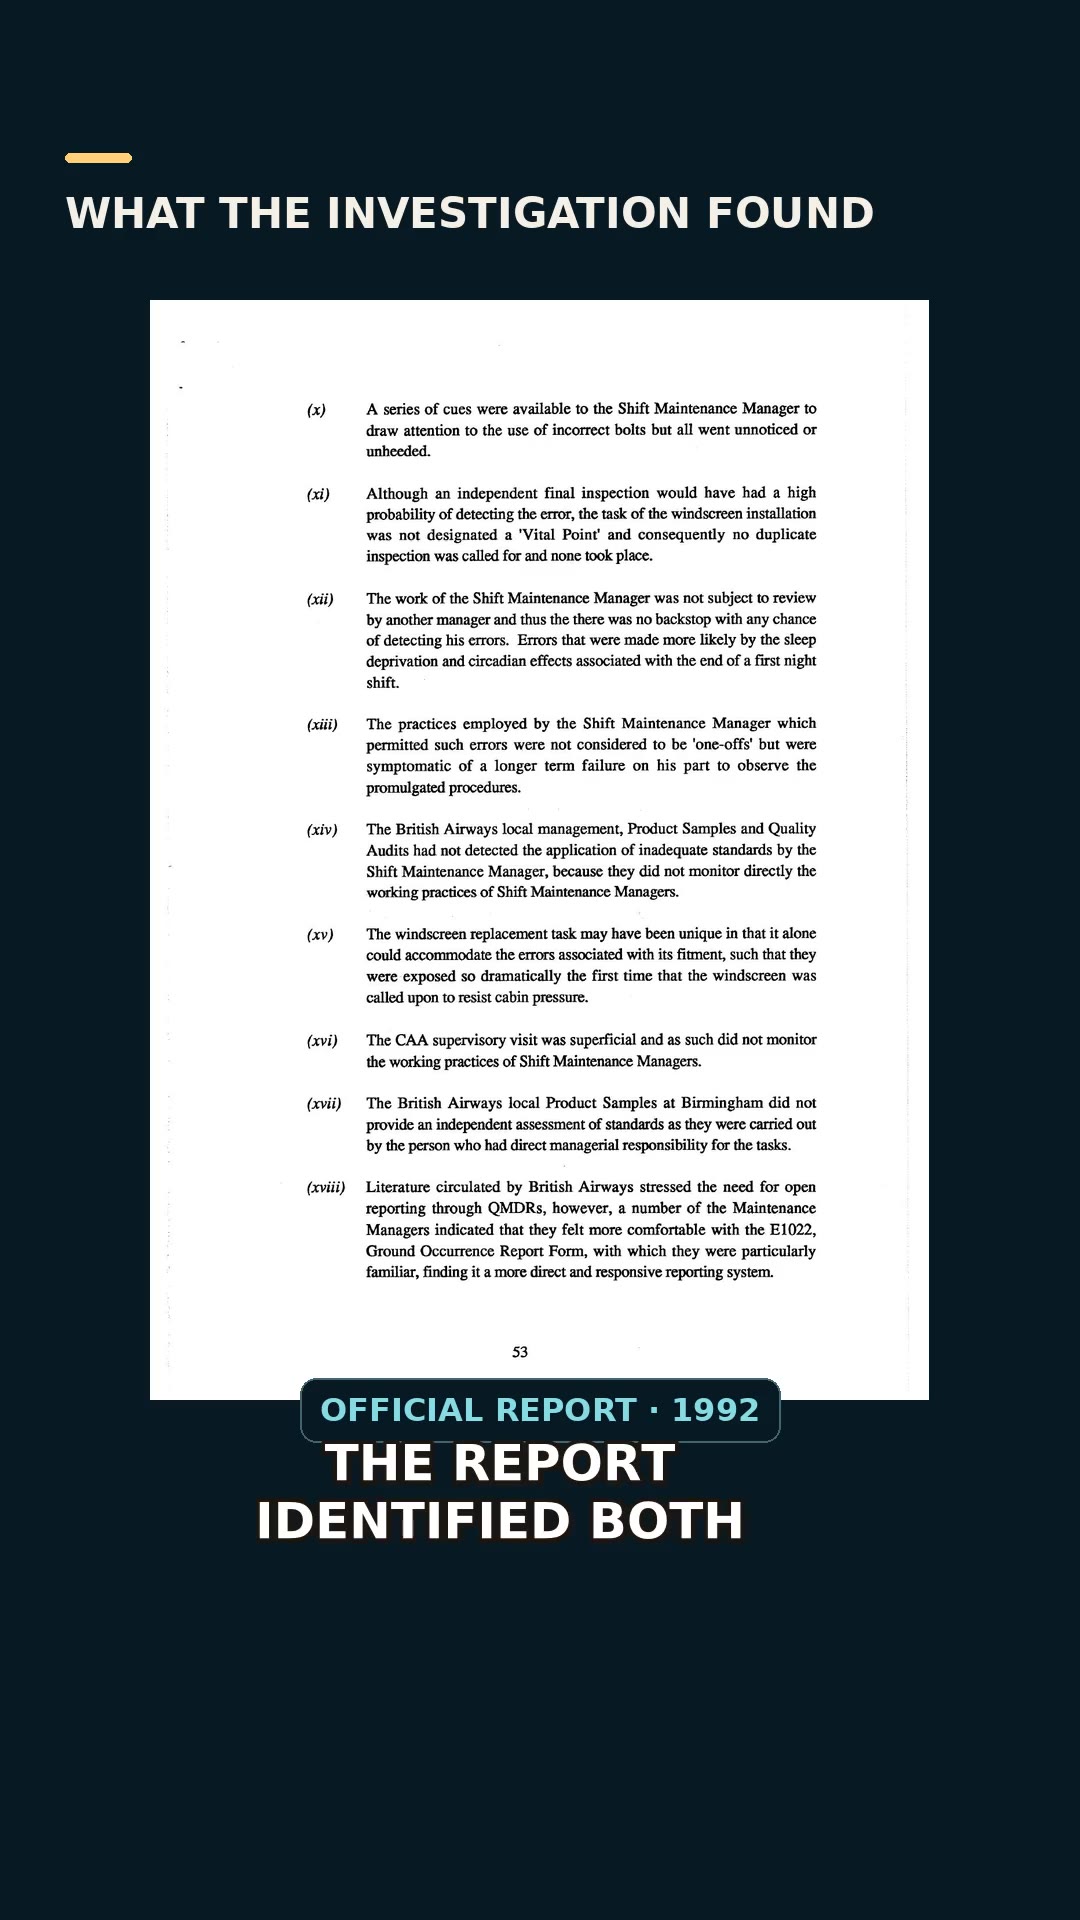 WHAT THE INVESTIGATION FOUND
(x) A series of cues were available to the Shift Maintenance Manager to
draw attention to the use of incorrect bolts but all went unnoticed or
unheeded.
(xi) Although an independent final inspection would have had a high
probability of detecting the error, the task of the windscreen installation
was not designated a 'Vital Point' and consequently no duplicate
inspection was called for and none took place.
(xii) The work of the Shift Maintenance Manager was not subject to review
by another manager and thus the there was no backstop with any chance
of detecting his errors. Errors that were made more likely by the sleep
deprivation and circadian effects associated with the end of a first night
shift.
(xiii) The practices employed by the Shift Maintenance Manager which
permitted such errors were not considered to be 'one-offs' but were
symptomatic of a longer term failure on his part to observe the
promulgated procedures.
(xiv) The British Airways local management, Product Samples and Quality
Audits had not detected the application of inadequate standards by the
Shift Maintenance Manager, because they did not monitor directly the
working practices of Shift Maintenance Managers.
(xv) The windscreen replacement task may have been unique in that it alone
could accommodate the errors associated with its fitment, such that they
were exposed so dramatically the first time that the windscreen was
called upon to resist cabin pressure.
(xvi) The CAA supervisory visit was superficial and as such did not monitor
the working practices of Shift Maintenance Managers.
(xvii) The British Airways local Product Samples at Birmingham did not
provide an independent assessment of standards as they were carried out
by the person who had direct managerial responsibility for the tasks.
(xviii) Literature circulated by British Airways stressed the need for open
reporting through QMDRs, however, a number of the Maintenance
Managers indicated that they felt more comfortable with the E1022,
Ground Occurrence Report Form, with which they were particularly
familiar, finding it a more direct and responsive reporting system.
53
OFFICIAL REPORT · 1992
THE REPORT
IDENTIFIED BOTH